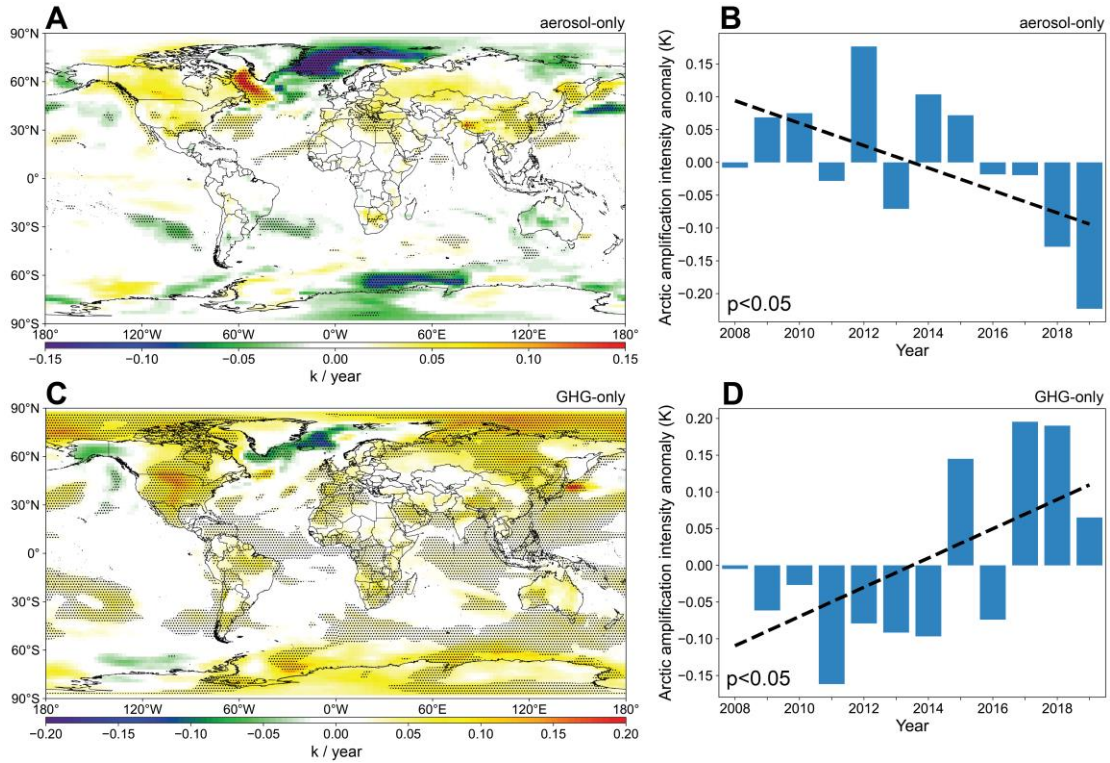 A aerosol-only
90°N
60°N
30°N
0°
30°S
60°S
90°S
180° 120°W 60°W 0°W 60°E 120°E 180°
−0.15 −0.10 −0.05 0.00 0.05 0.10 0.15
k / year
B aerosol-only
Arctic amplification intensity anomaly (K)
0.15
0.10
0.05
0.00
−0.05
−0.10
−0.15
−0.20
p<0.05
2008 2010 2012 2014 2016 2018
Year
C GHG-only
90°N
60°N
30°N
0°
30°S
60°S
90°S
180° 120°W 60°W 0°W 60°E 120°E 180°
−0.20 −0.15 −0.10 −0.05 0.00 0.05 0.10 0.15 0.20
k / year
D GHG-only
Arctic amplification intensity anomaly (K)
0.20
0.15
0.10
0.05
0.00
−0.05
−0.10
−0.15
p<0.05
2008 2010 2012 2014 2016 2018
Year